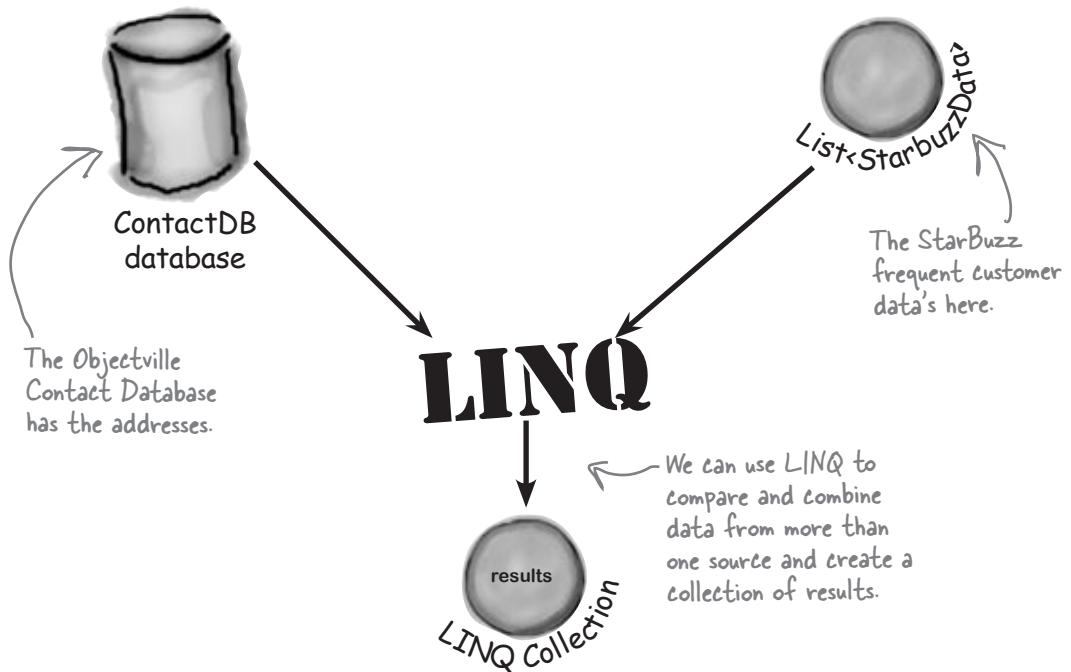 ContactDB
database
List<StarbuzzData>
The StarBuzz
frequent customer
data's here.
The Objectville
Contact Database
has the addresses.
LINQ
We can use LINQ to
compare and combine
data from more than
one source and create a
collection of results.
results
LINQ Collection